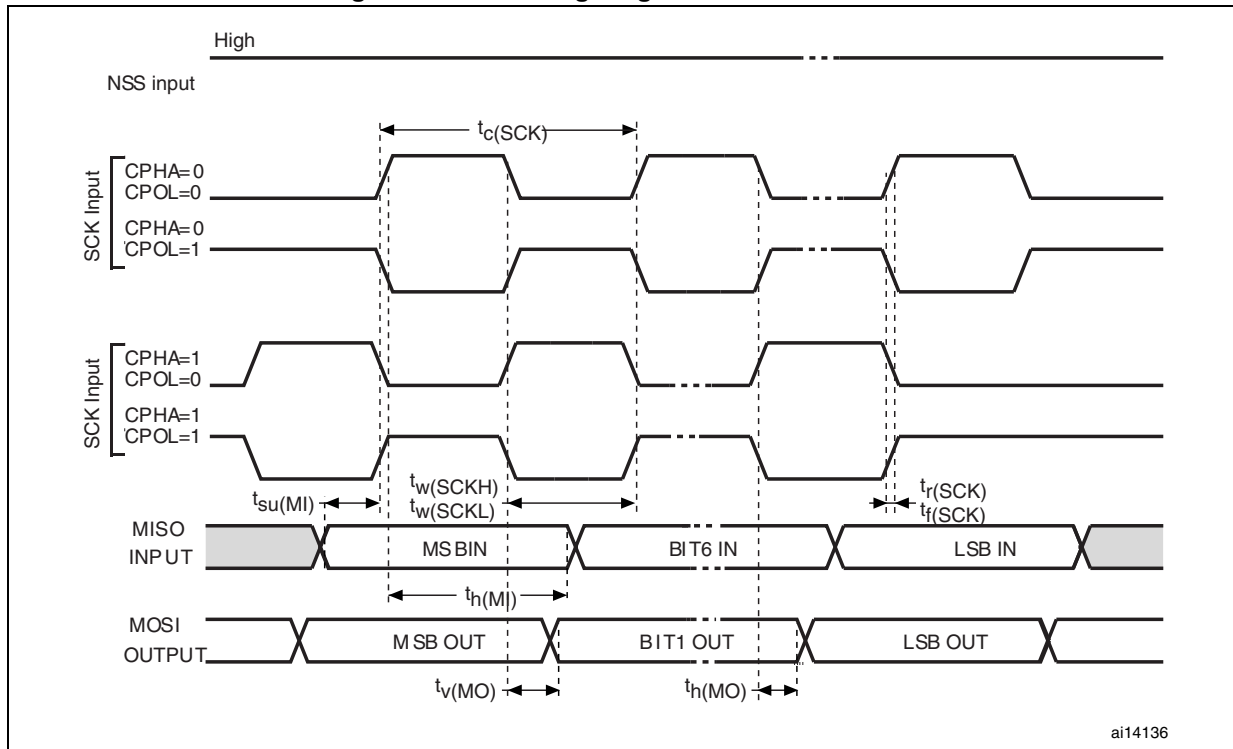 High
NSS input
tc(SCK)
SCK Input
CPHA=0
CPOL=0
CPHA=0
CPOL=1
SCK Input
CPHA=1
CPOL=0
CPHA=1
CPOL=1
tsu(MI)
tw(SCKH)
tw(SCKL)
tr(SCK)
tf(SCK)
MISO
INPUT
MSBIN
BIT6 IN
LSB IN
th(MI)
MOSI
OUTPUT
MSB OUT
BIT1 OUT
LSB OUT
tv(MO)
th(MO)
ai14136